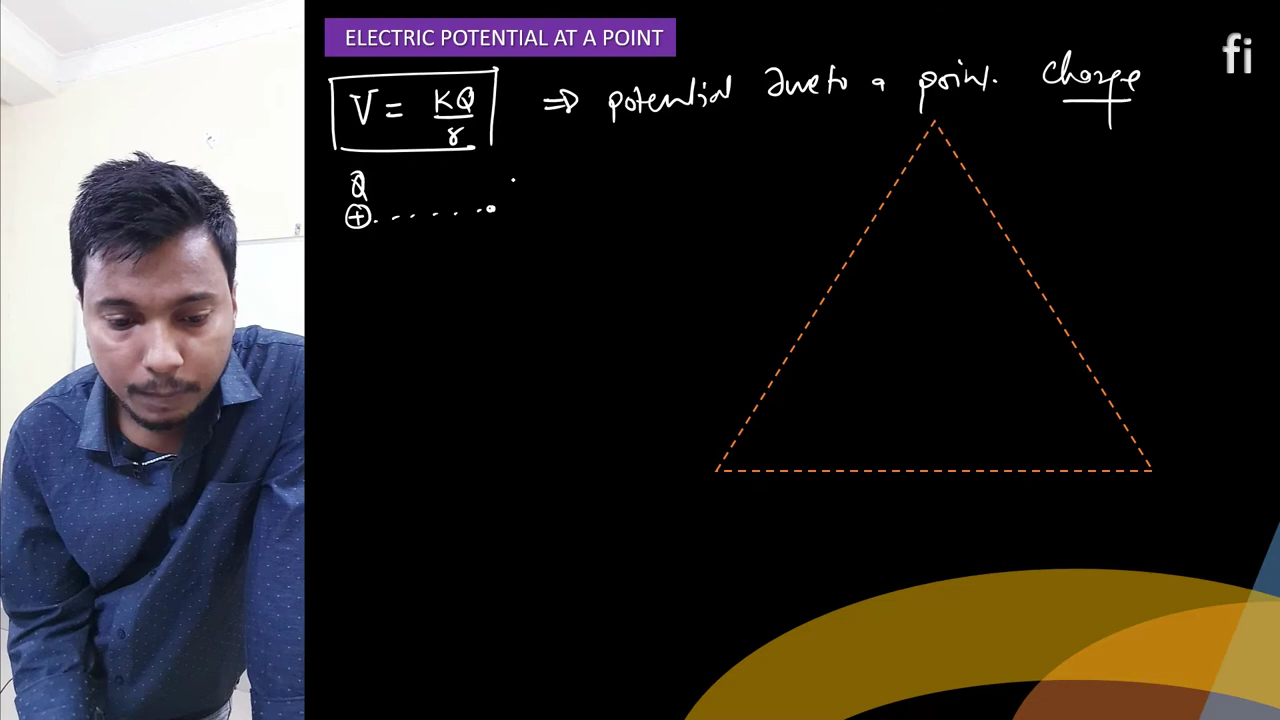 ELECTRIC POTENTIAL AT A POINT
fi
V = KQ/r ⇒ potential due to a point charge
Q
+